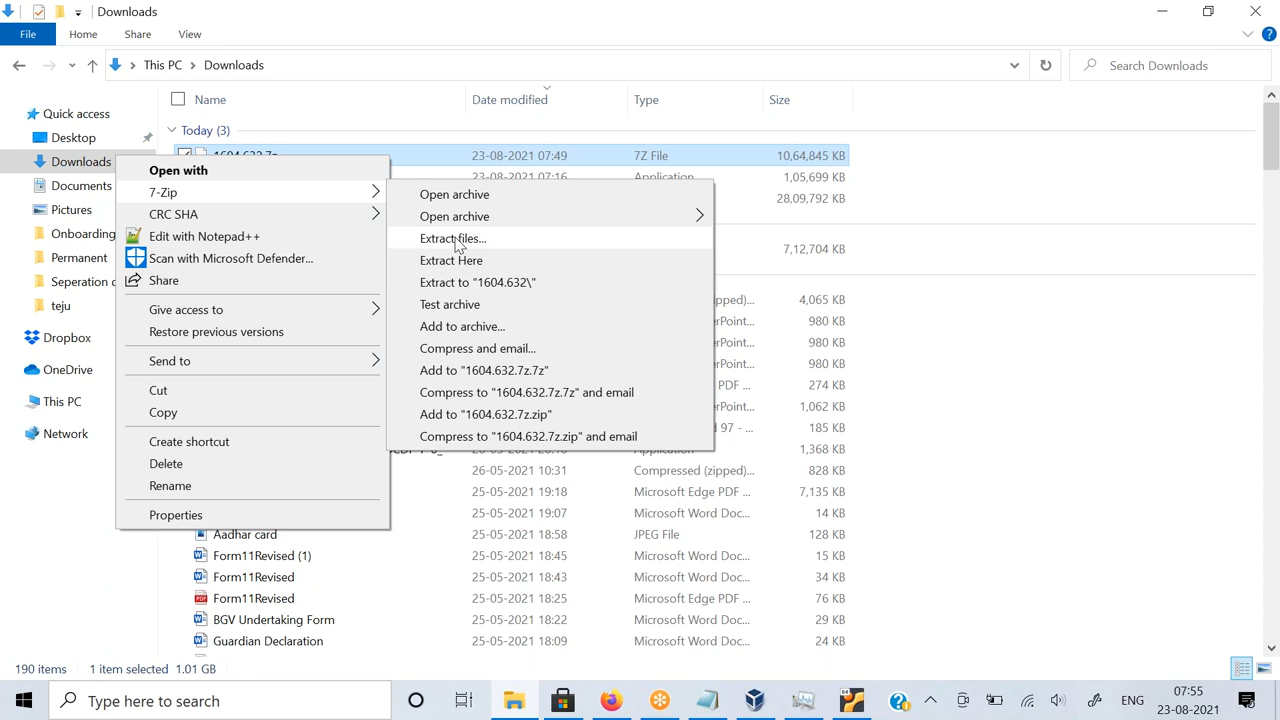 Downloads
File Home Share View
This PC Downloads
Search Downloads
Name Date modified Type Size
Quick access
Desktop
Downloads
Documents
Pictures
Onboarding
Permanent
Seperation
teju
Dropbox
OneDrive
This PC
Network
Today (3)
1604.632.7z 23-08-2021 07:49 7Z File 10,64,845 KB
23-08-2021 07:16 Application 1,05,699 KB
28,09,792 KB
7,12,704 KB
4,065 KB
980 KB
980 KB
274 KB
1,062 KB
185 KB
1,368 KB
26-05-2021 10:31 Compressed (zipped)... 828 KB
25-05-2021 19:18 Microsoft Edge PDF ... 7,135 KB
25-05-2021 19:07 Microsoft Word Doc... 14 KB
Aadhar card 25-05-2021 18:58 JPEG File 128 KB
Form11Revised (1) 25-05-2021 18:45 Microsoft Word Doc... 15 KB
Form11Revised 25-05-2021 18:43 Microsoft Word Doc... 34 KB
Form11Revised 25-05-2021 18:25 Microsoft Edge PDF ... 76 KB
BGV Undertaking Form 25-05-2021 18:22 Microsoft Word Doc... 29 KB
Guardian Declaration 25-05-2021 18:09 Microsoft Word Doc... 24 KB
Open with
7-Zip
CRC SHA
Edit with Notepad++
Scan with Microsoft Defender...
Share
Give access to
Restore previous versions
Send to
Cut
Copy
Create shortcut
Delete
Rename
Properties
Open archive
Open archive
Extract files...
Extract Here
Extract to "1604.632\"
Test archive
Add to archive...
Compress and email...
Add to "1604.632.7z.7z"
Compress to "1604.632.7z.7z" and email
Add to "1604.632.7z.zip"
Compress to "1604.632.7z.zip" and email
190 items 1 item selected 1.01 GB
Type here to search
ENG
07:55
23-08-2021